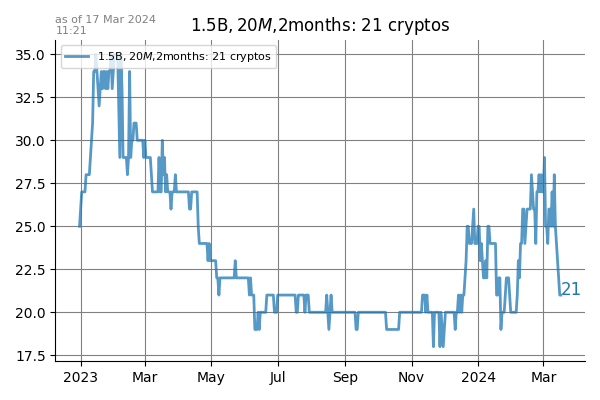 as of 17 Mar 2024
11:21
1.5B, 20M,2months: 21 cryptos
1.5B, 20M,2months: 21 cryptos
35.0
32.5
30.0
27.5
25.0
22.5
20.0
17.5
21
2023
Mar
May
Jul
Sep
Nov
2024
Mar